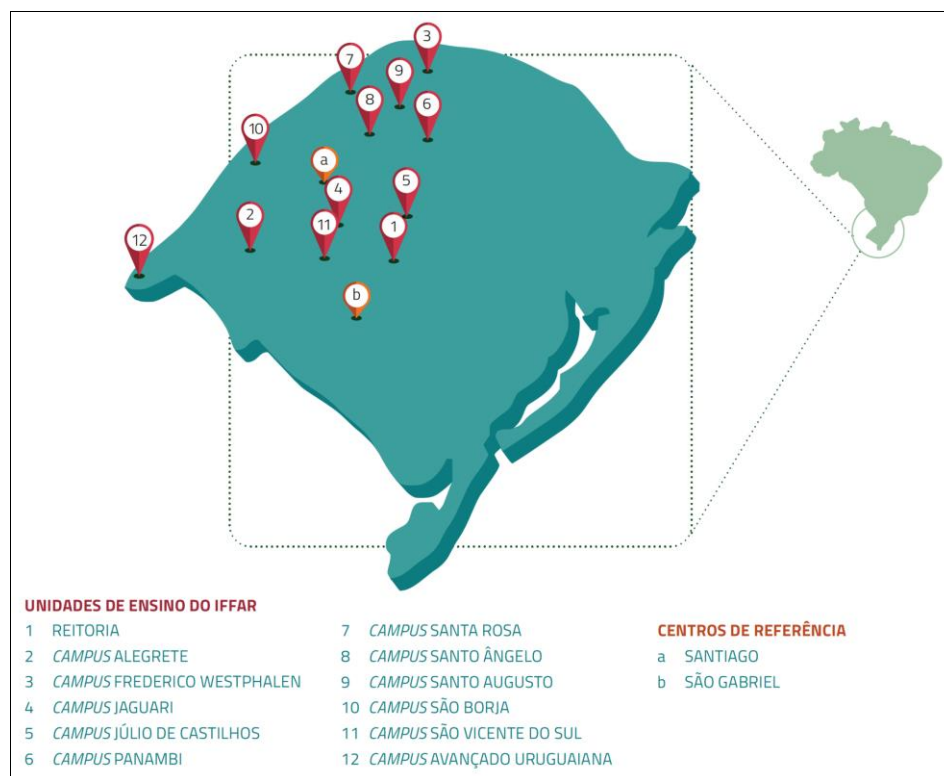 3
7
9
8
6
10
a
5
4
2
11
1
12
b
UNIDADES DE ENSINO DO IFFAR
1 REITORIA
2 CAMPUS ALEGRETE
3 CAMPUS FREDERICO WESTPHALEN
4 CAMPUS JAGUARI
5 CAMPUS JÚLIO DE CASTILHOS
6 CAMPUS PANAMBI
7 CAMPUS SANTA ROSA
8 CAMPUS SANTO ÂNGELO
9 CAMPUS SANTO AUGUSTO
10 CAMPUS SÃO BORJA
11 CAMPUS SÃO VICENTE DO SUL
12 CAMPUS AVANÇADO URUGUAIANA
CENTROS DE REFERÊNCIA
a SANTIAGO
b SÃO GABRIEL